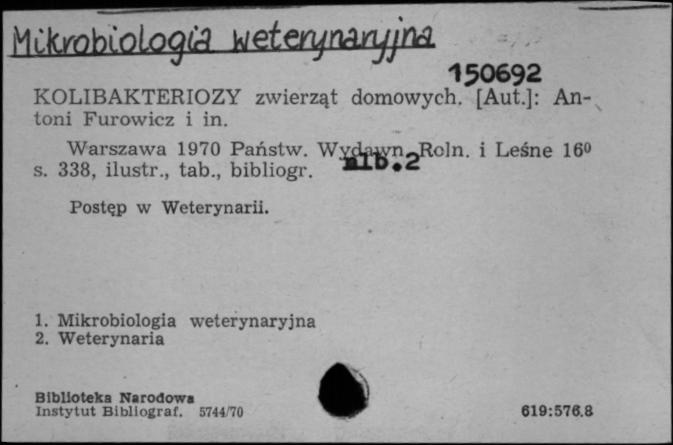 Mikrobiologia weterynaryjna
150692
KOLIBAKTERIOZY zwierząt domowych. [Aut.]: An-
toni Furowicz i in.
Warszawa 1970 Państw. Wydawn. Roln. i Leśne 16⁰
s. 338, ilustr., tab., bibliogr.
alb.2
Postęp w Weterynarii.
1. Mikrobiologia weterynaryjna
2. Weterynaria
Biblioteka Narodowa
Instytut Bibliograf. 5744/70
619:576.8